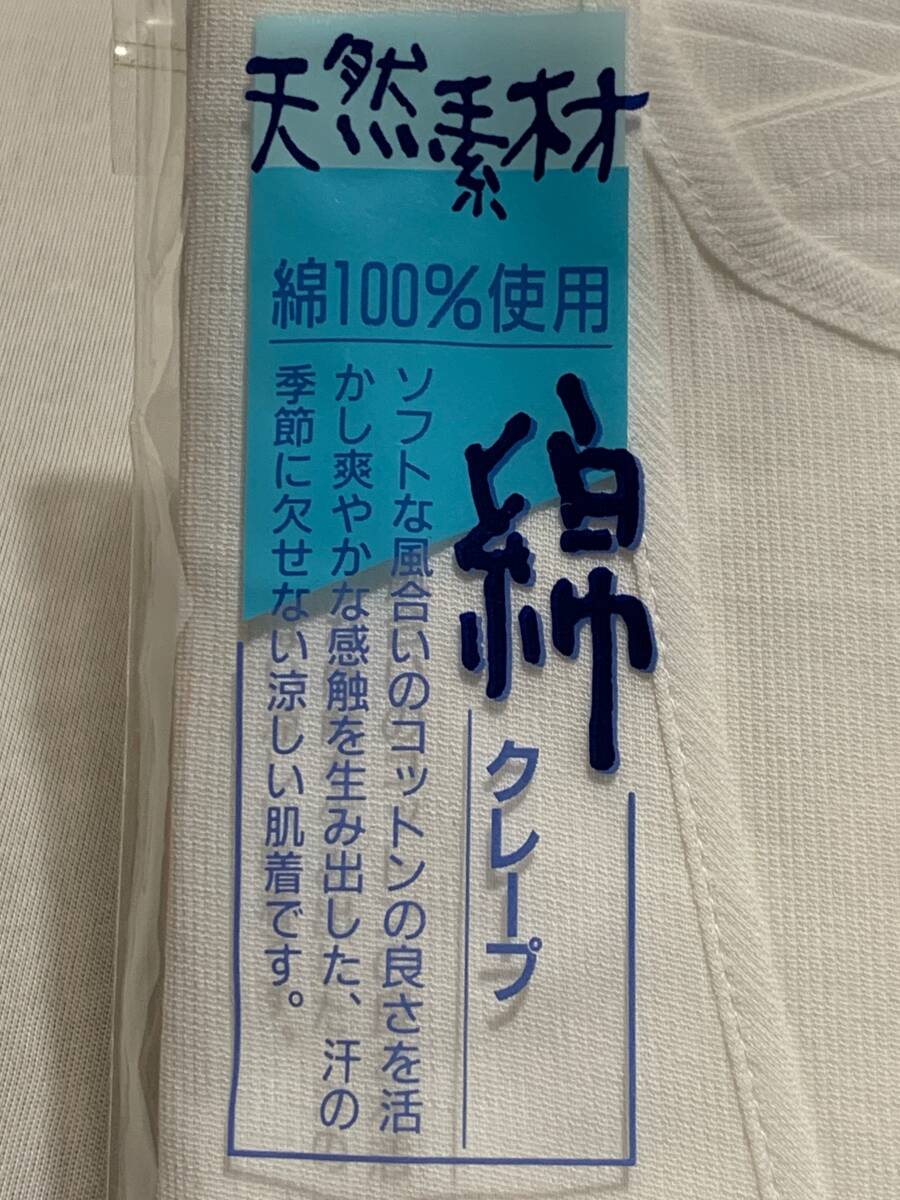 天然素材
綿100%使用
綿
クレープ
ソフトな風合いのコットンの良さを活
かし爽やかな感触を生み出した、汗の
季節に欠せない涼しい肌着です。